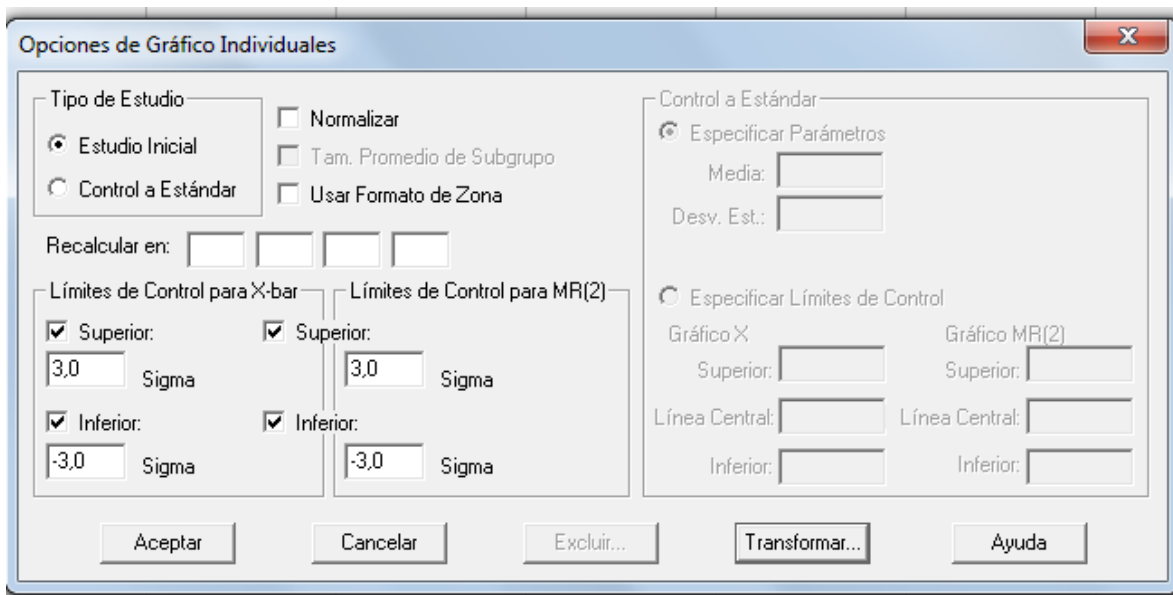 Opciones de Gráfico Individuales
Tipo de Estudio
Estudio Inicial
Control a Estándar
Normalizar
Tam. Promedio de Subgrupo
Usar Formato de Zona
Recalcular en:
Límites de Control para X-bar
Superior:
3,0 Sigma
Inferior:
-3,0 Sigma
Límites de Control para MR(2)
Superior:
3,0 Sigma
Inferior:
-3,0 Sigma
Control a Estándar
Especificar Parámetros
Media:
Desv. Est.:
Especificar Límites de Control
Gráfico X
Superior:
Línea Central:
Inferior:
Gráfico MR(2)
Superior:
Línea Central:
Inferior:
Aceptar
Cancelar
Excluir...
Transformar...
Ayuda